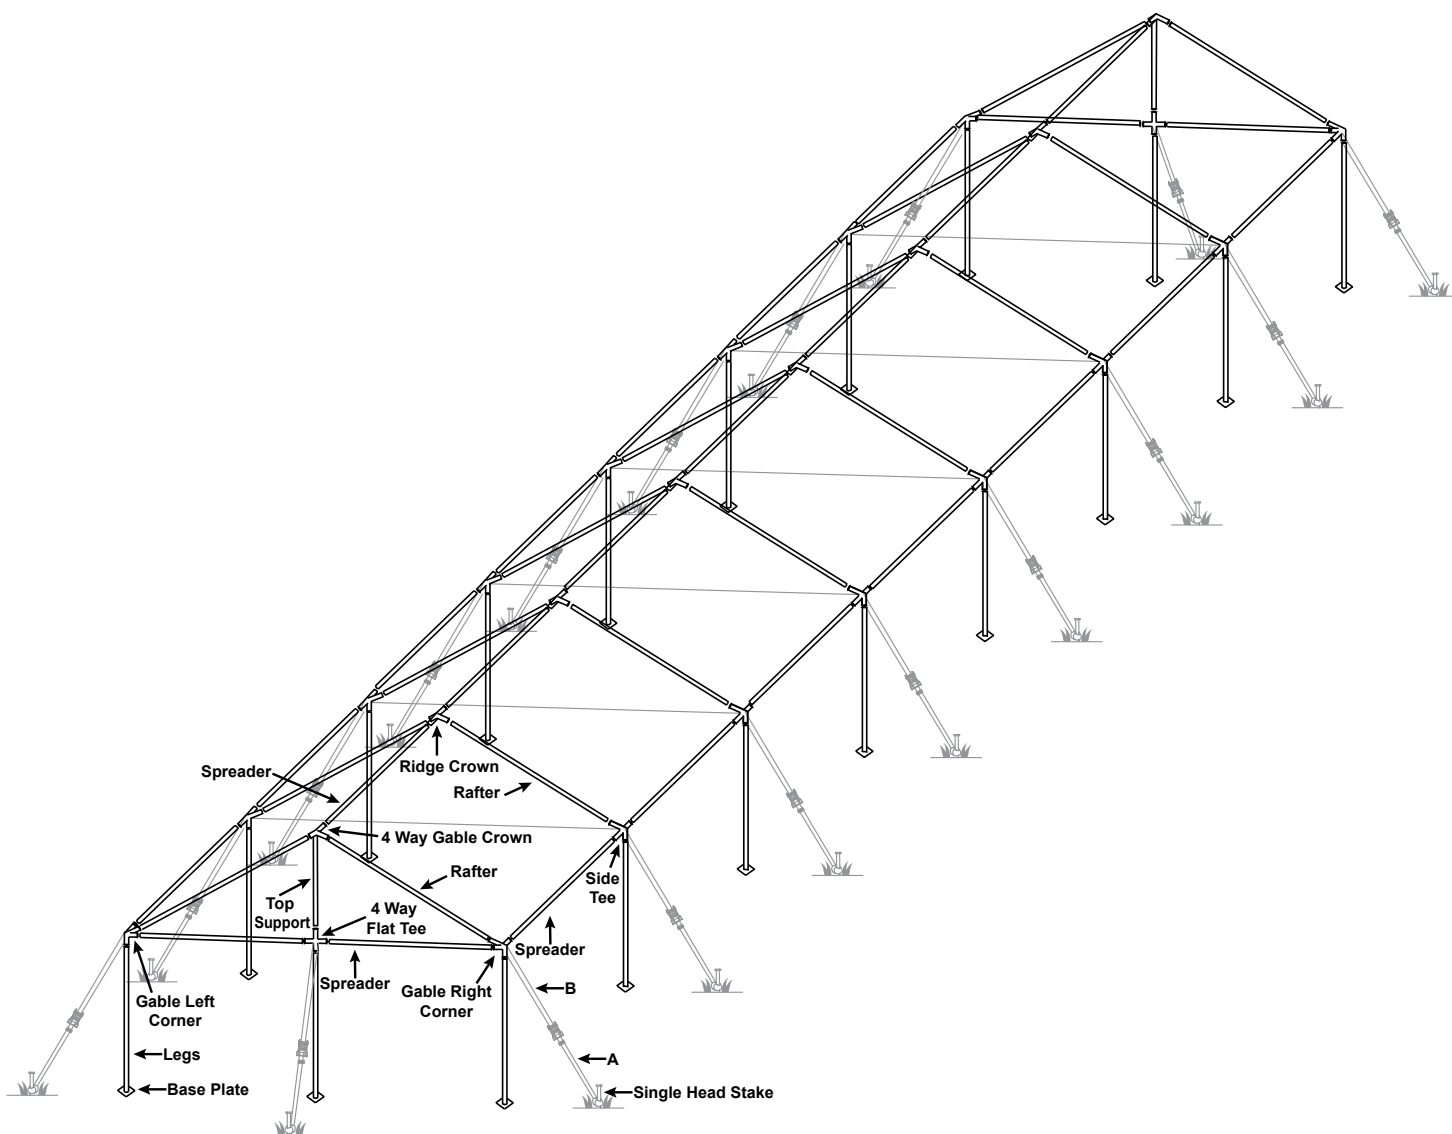 Ridge Crown
Spreader
Rafter
4 Way Gable Crown
Rafter
Side
Tee
Top
Support
4 Way
Flat Tee
Spreader
Spreader
Gable Right
Corner
B
Gable Left
Corner
Legs
A
Base Plate
Single Head Stake